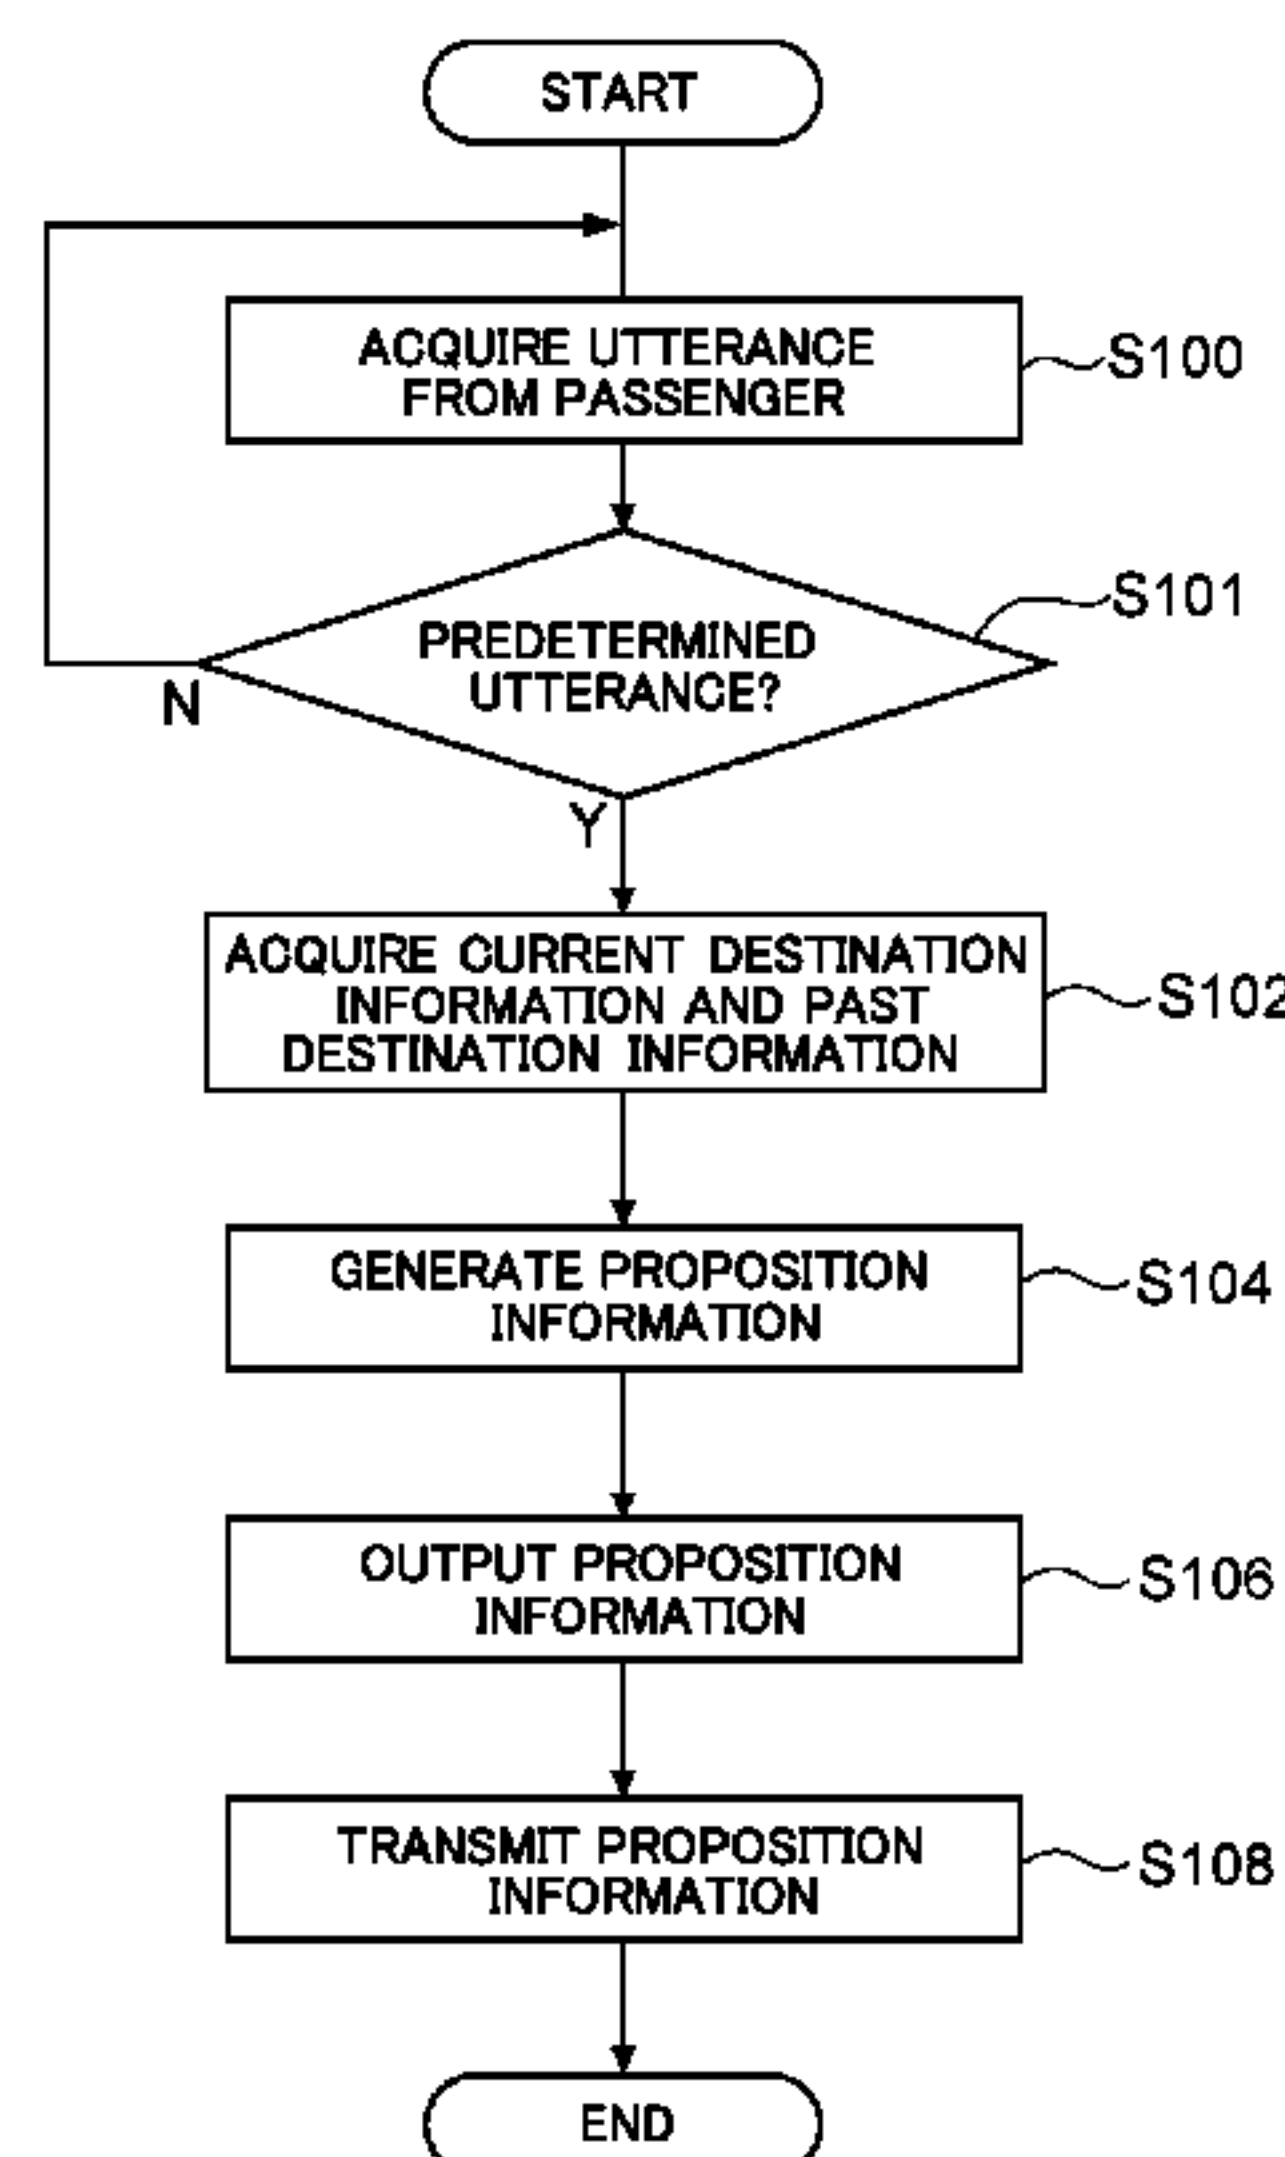 START
ACQUIRE UTTERANCE
FROM PASSENGER
S100
PREDETERMINED
UTTERANCE?
S101
N
Y
ACQUIRE CURRENT DESTINATION
INFORMATION AND PAST
DESTINATION INFORMATION
S102
GENERATE PROPOSITION
INFORMATION
S104
OUTPUT PROPOSITION
INFORMATION
S106
TRANSMIT PROPOSITION
INFORMATION
S108
END